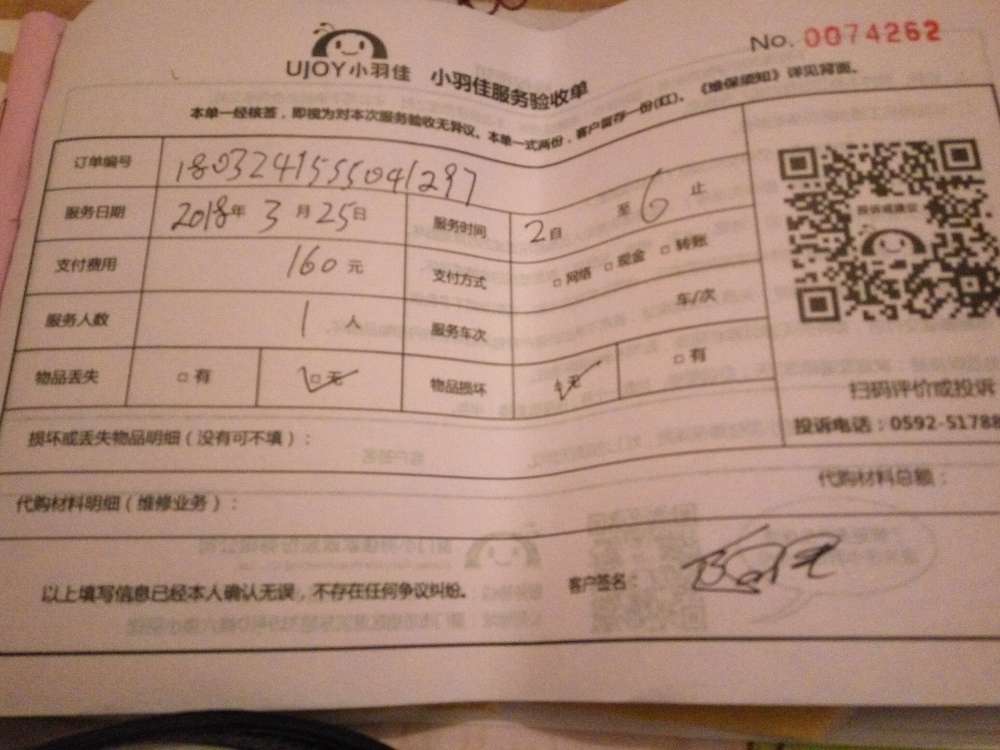 No. 0074262
UJOY小羽佳 小羽佳服务验收单
本单一经核签，即视为对本次服务验收无异议。本单一式两份，客户留存一份(红)。《维保须知》详见背面。
订单编号 1803241555041297
服务日期 2018年3月25日 服务时间 2自 至6 止
支付费用 160元 支付方式 □网络 □现金 □转账
服务人数 1人 服务车次 车/次
物品丢失 □有 □无 物品损坏 □无 □有
扫码评价或投诉
投诉电话：0592-51788
损坏或丢失物品明细（没有可不填）：
代购材料明细（维修业务）： 代购材料总额：
以上填写信息已经本人确认无误，不存在任何争议纠纷。 客户签名：